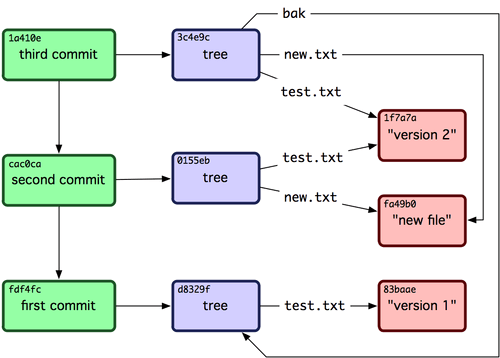 bak
1a410e
third commit
3c4e9c
tree
new.txt
test.txt
1f7a7a
"version 2"
cac0ca
second commit
0155eb
tree
test.txt
new.txt
fa49b0
"new file"
fdf4fc
first commit
d8329f
tree
test.txt
83baae
"version 1"